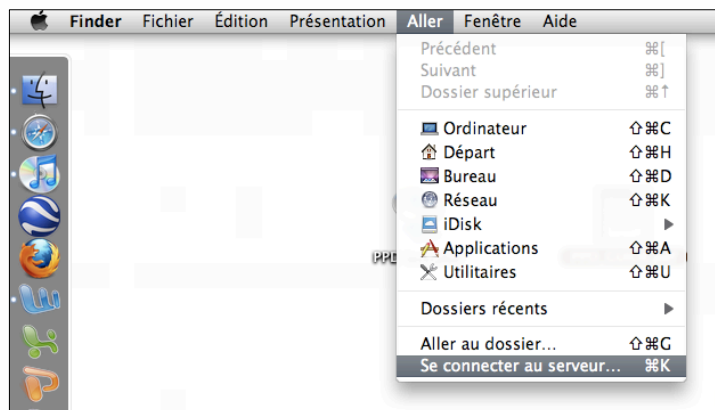 Finder Fichier Édition Présentation Aller Fenêtre Aide
Précédent ⌘[
Suivant ⌘]
Dossier supérieur ⌘↑
Ordinateur ⇧⌘C
Départ ⇧⌘H
Bureau ⇧⌘D
Réseau ⇧⌘K
iDisk ▶
Applications ⇧⌘A
Utilitaires ⇧⌘U
Dossiers récents ▶
Aller au dossier... ⇧⌘G
Se connecter au serveur... ⌘K